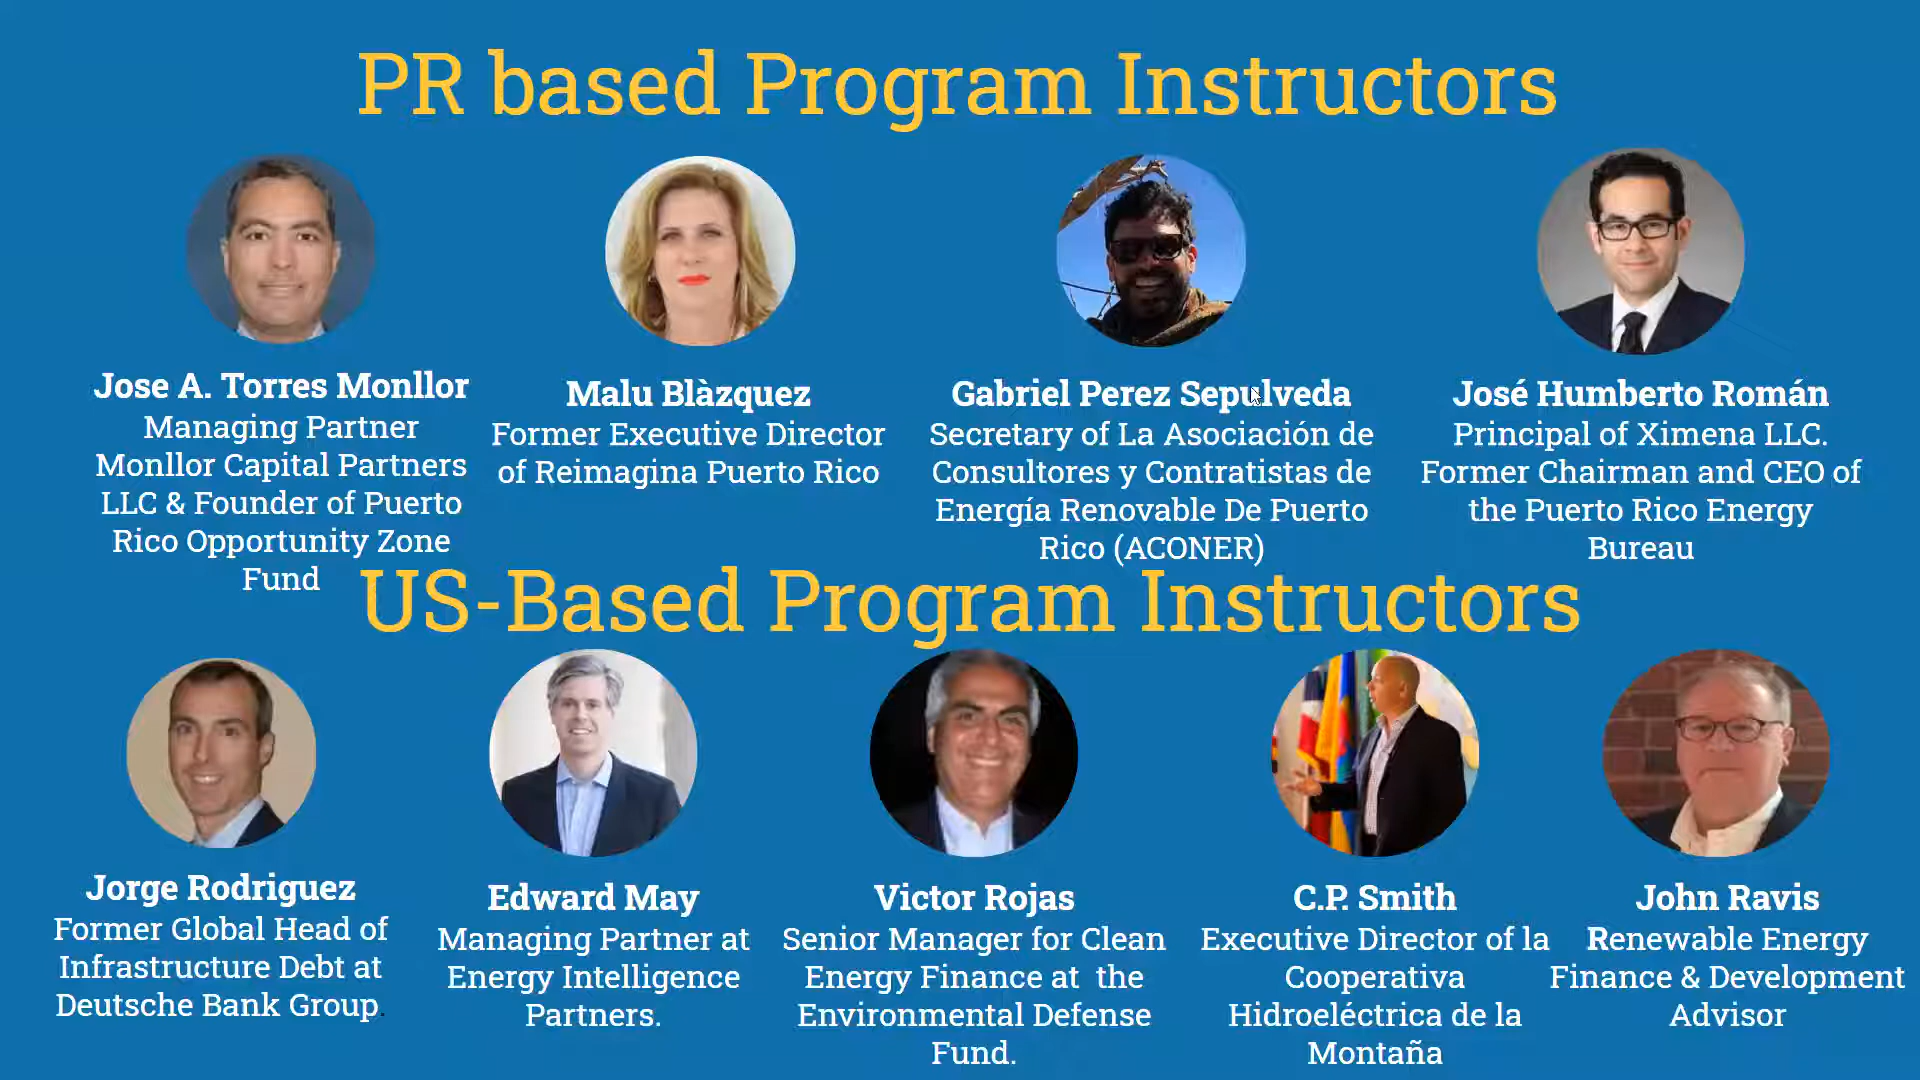 PR based Program Instructors
Jose A. Torres Monllor
Managing Partner
Monllor Capital Partners
LLC & Founder of Puerto
Rico Opportunity Zone
Fund
Malu Blàzquez
Former Executive Director
of Reimagina Puerto Rico
Gabriel Perez Sepulveda
Secretary of La Asociación de
Consultores y Contratistas de
Energía Renovable De Puerto
Rico (ACONER)
José Humberto Román
Principal of Ximena LLC.
Former Chairman and CEO of
the Puerto Rico Energy
Bureau
US-Based Program Instructors
Jorge Rodriguez
Former Global Head of
Infrastructure Debt at
Deutsche Bank Group.
Edward May
Managing Partner at
Energy Intelligence
Partners.
Victor Rojas
Senior Manager for Clean
Energy Finance at the
Environmental Defense
Fund.
C.P. Smith
Executive Director of la
Cooperativa
Hidroeléctrica de la
Montaña
John Ravis
Renewable Energy
Finance & Development
Advisor